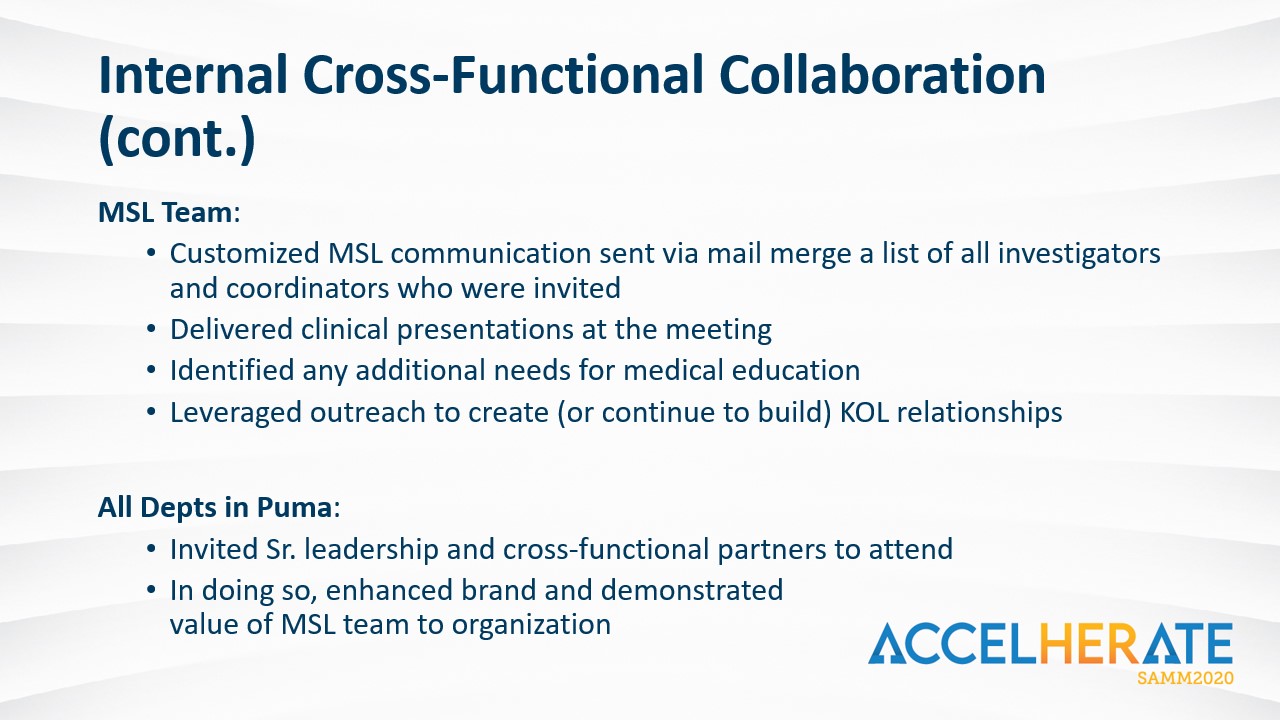 Internal Cross-Functional Collaboration
(cont.)
MSL Team:
• Customized MSL communication sent via mail merge a list of all investigators
and coordinators who were invited
• Delivered clinical presentations at the meeting
• Identified any additional needs for medical education
• Leveraged outreach to create (or continue to build) KOL relationships
All Depts in Puma:
• Invited Sr. leadership and cross-functional partners to attend
• In doing so, enhanced brand and demonstrated
value of MSL team to organization
ACCELHERATE
SAMM2020